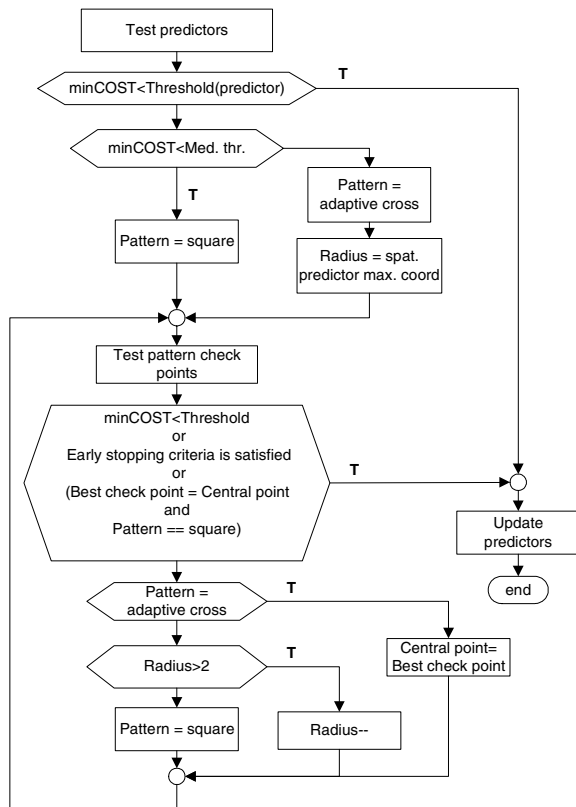 Test predictors
T
minCOST<Threshold(predictor)
minCOST<Med. thr.
T
Pattern =
adaptive cross
Pattern = square
Radius = spat.
predictor max. coord
Test pattern check
points
minCOST<Threshold
or
Early stopping criteria is satisfied
or
(Best check point = Central point
and
Pattern == square)
T
Update
predictors
end
Pattern =
adaptive cross
T
Central point=
Best check point
Radius>2
T
Pattern = square
Radius--